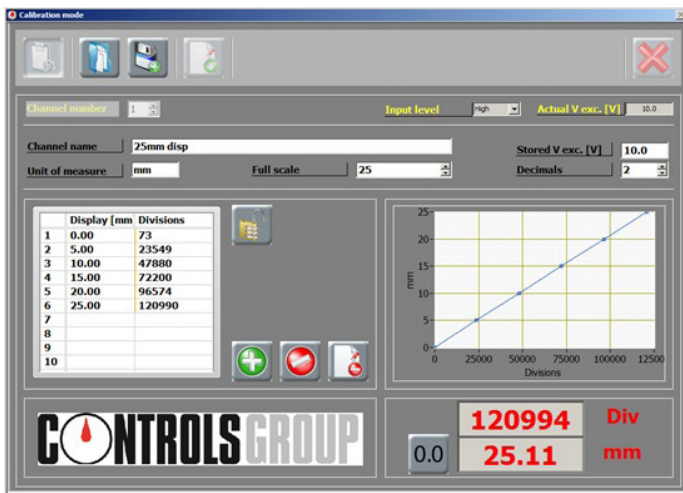 Calibration mode
Channel number 1 Input level High Actual V exc. [V] 10.0
Channel name 25mm disp Stored V exc. [V] 10.0
Unit of measure mm Full scale 25 Decimals 2
Display [mm Divisions
1 0.00 73
2 5.00 23549
3 10.00 47880
4 15.00 72200
5 20.00 96574
6 25.00 120990
7
8
9
10
25
20
15
10
5
0
mm
0 25000 50000 75000 100000 12500
Divisions
CONTROLSGROUP
120994 Div
0.0 25.11 mm